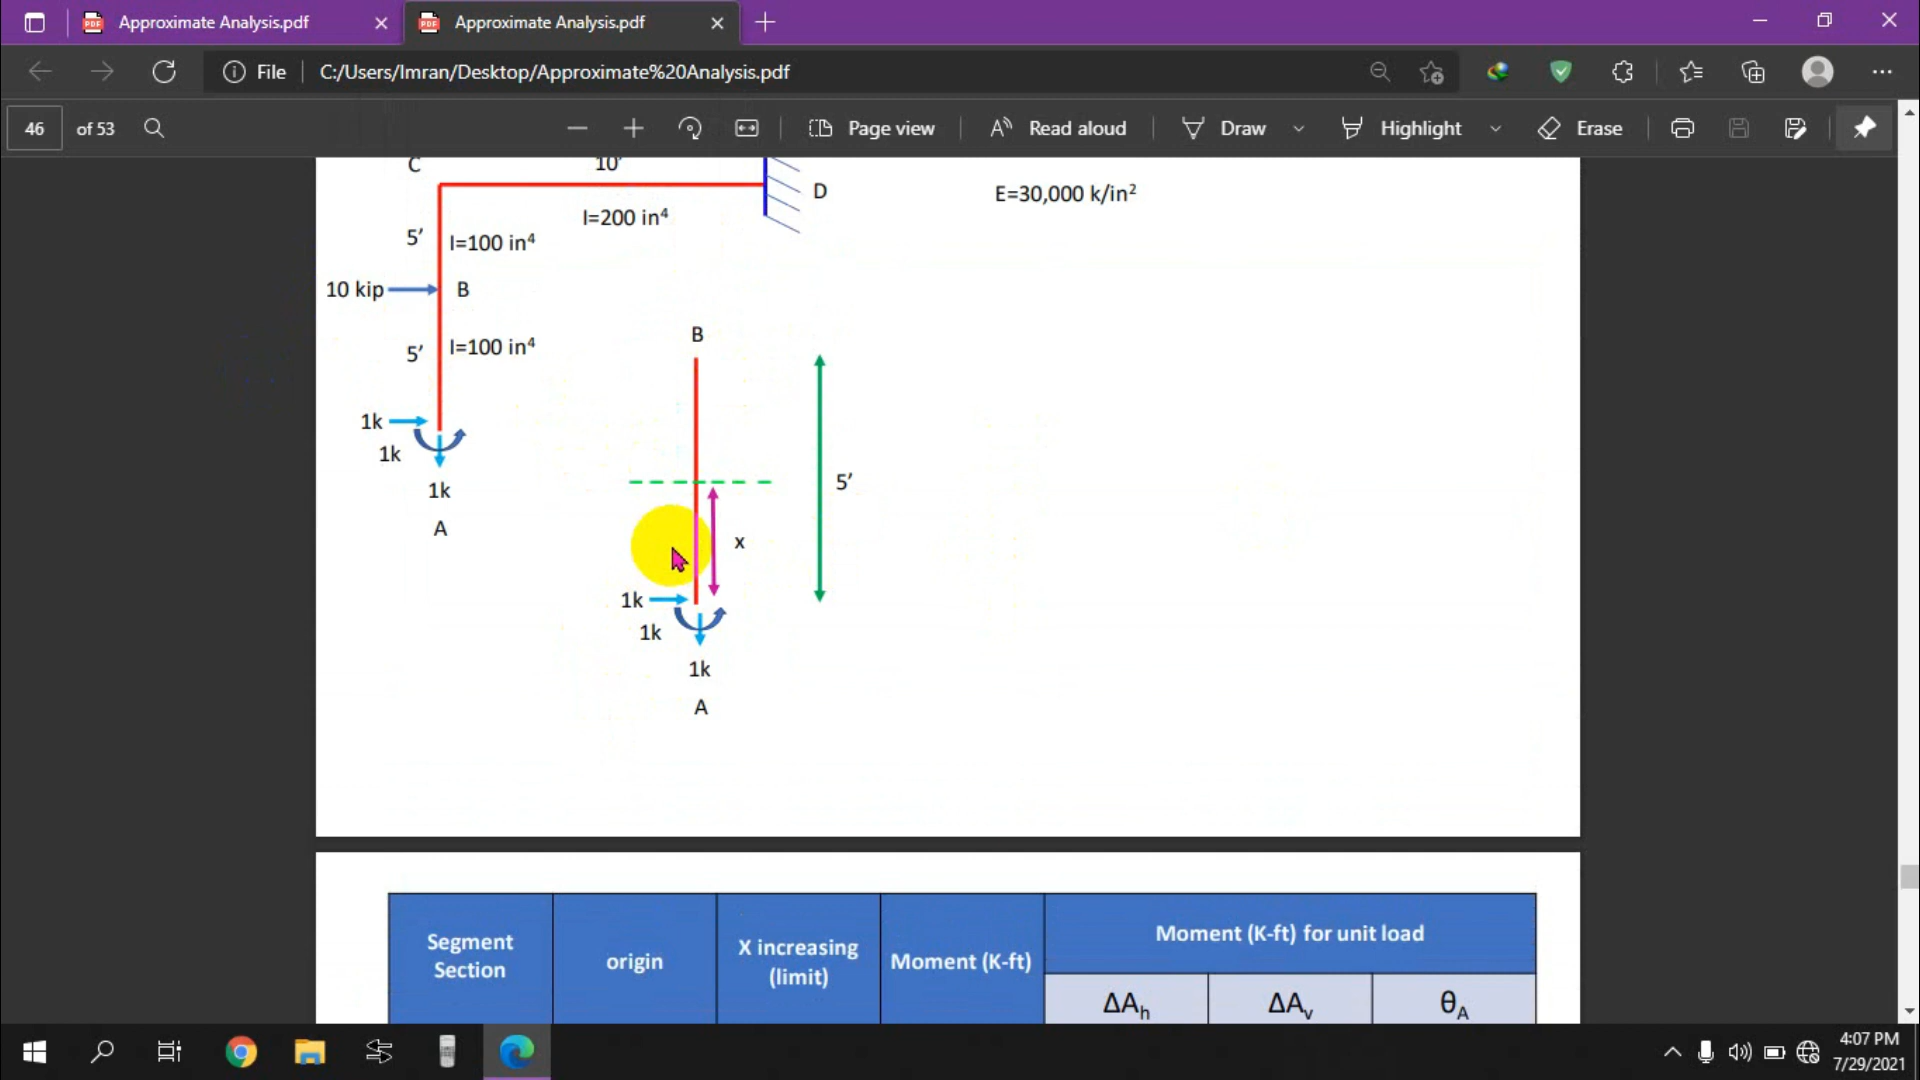 Approximate Analysis.pdf
Approximate Analysis.pdf
File
C:/Users/Imran/Desktop/Approximate%20Analysis.pdf
46 of 53
Page view
Read aloud
Draw
Highlight
Erase
C
10'
D
E=30,000 k/in²
I=200 in⁴
5'
I=100 in⁴
10 kip
B
5'
I=100 in⁴
1k
1k
1k
A
B
5'
x
1k
1k
1k
A
Segment Section
origin
X increasing (limit)
Moment (K-ft)
Moment (K-ft) for unit load
ΔAh
ΔAv
θA
4:07 PM
7/29/2021